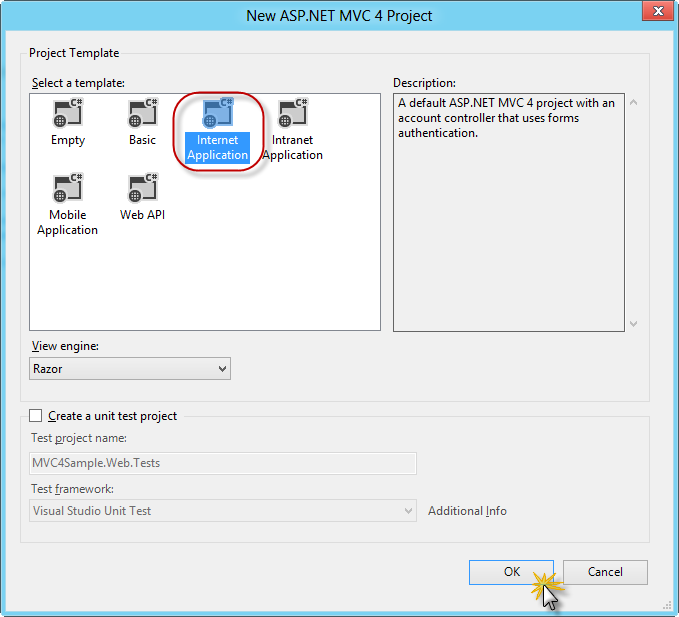 New ASP.NET MVC 4 Project
Project Template
Select a template:
C# C# C# C#
Empty Basic Internet Intranet
Application Application
C# C#
Mobile Web API
Application
Description:
A default ASP.NET MVC 4 project with an
account controller that uses forms
authentication.
View engine:
Razor
Create a unit test project
Test project name:
MVC4Sample.Web.Tests
Test framework:
Visual Studio Unit Test
Additional Info
OK Cancel